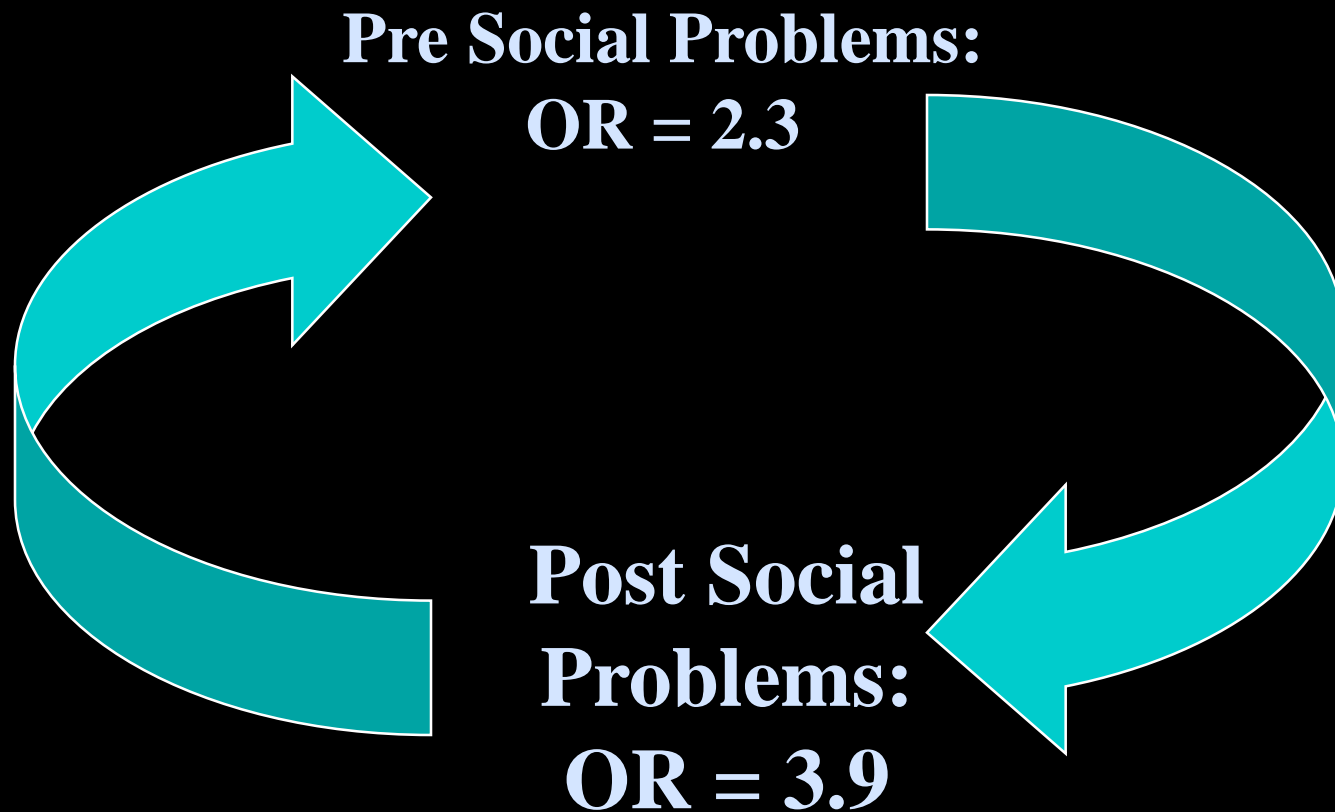 Pre Social Problems:
OR = 2.3
Post Social
Problems:
OR = 3.9